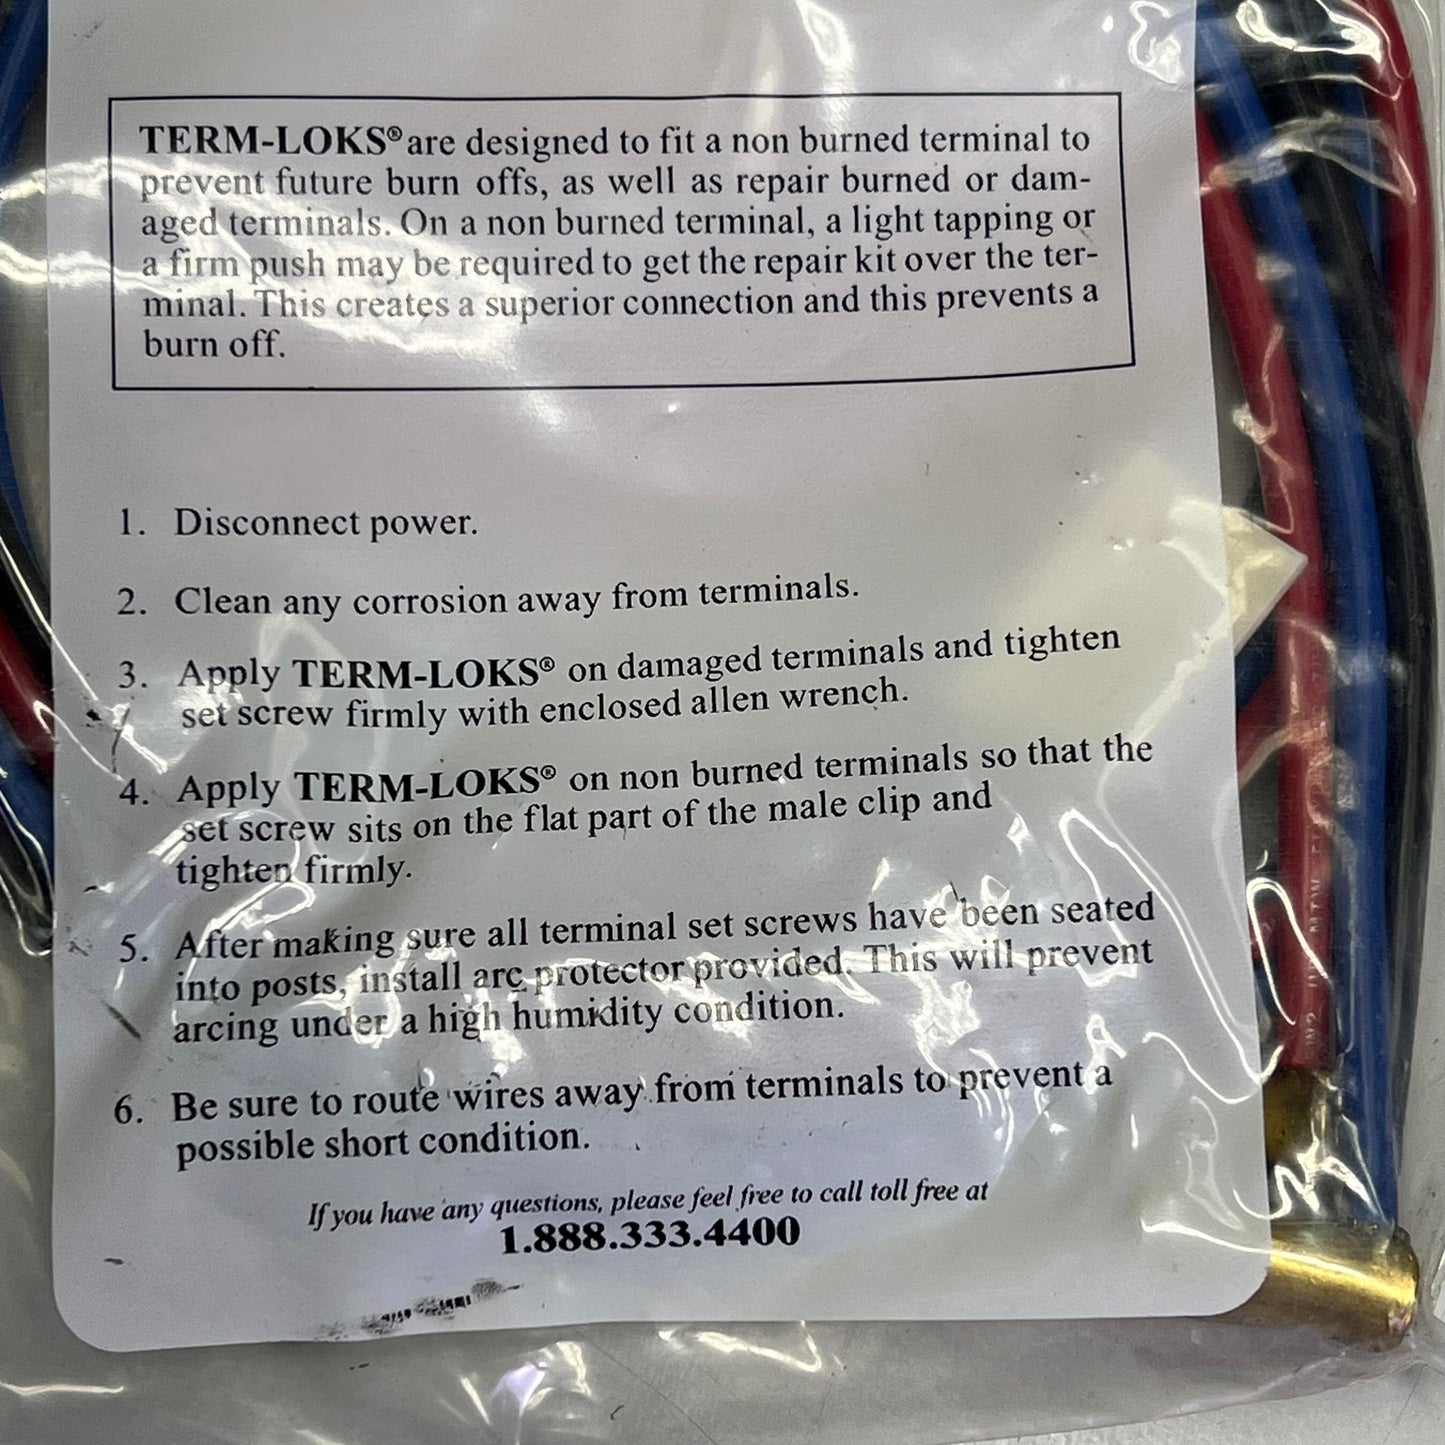 TERM-LOKS® are designed to fit a non burned terminal to
prevent future burn offs, as well as repair burned or dam-
aged terminals. On a non burned terminal, a light tapping or
a firm push may be required to get the repair kit over the ter-
minal. This creates a superior connection and this prevents a
burn off.
1. Disconnect power.
2. Clean any corrosion away from terminals.
3. Apply TERM-LOKS® on damaged terminals and tighten
set screw firmly with enclosed allen wrench.
4. Apply TERM-LOKS® on non burned terminals so that the
set screw sits on the flat part of the male clip and
tighten firmly.
5. After making sure all terminal set screws have been seated
into posts, install arc protector provided. This will prevent
arcing under a high humidity condition.
6. Be sure to route wires away from terminals to prevent a
possible short condition.
If you have any questions, please feel free to call toll free at
1.888.333.4400